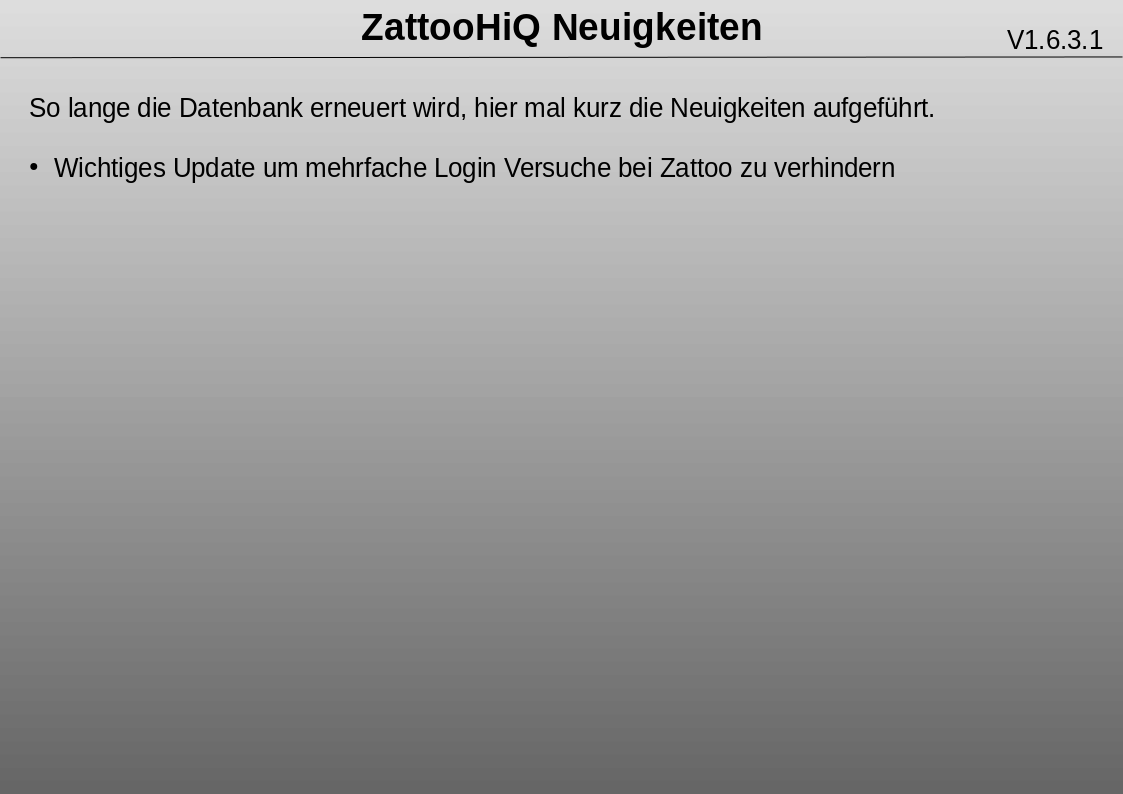 ZattooHiQ Neuigkeiten
V1.6.3.1
So lange die Datenbank erneuert wird, hier mal kurz die Neuigkeiten aufgeführt.
• Wichtiges Update um mehrfache Login Versuche bei Zattoo zu verhindern